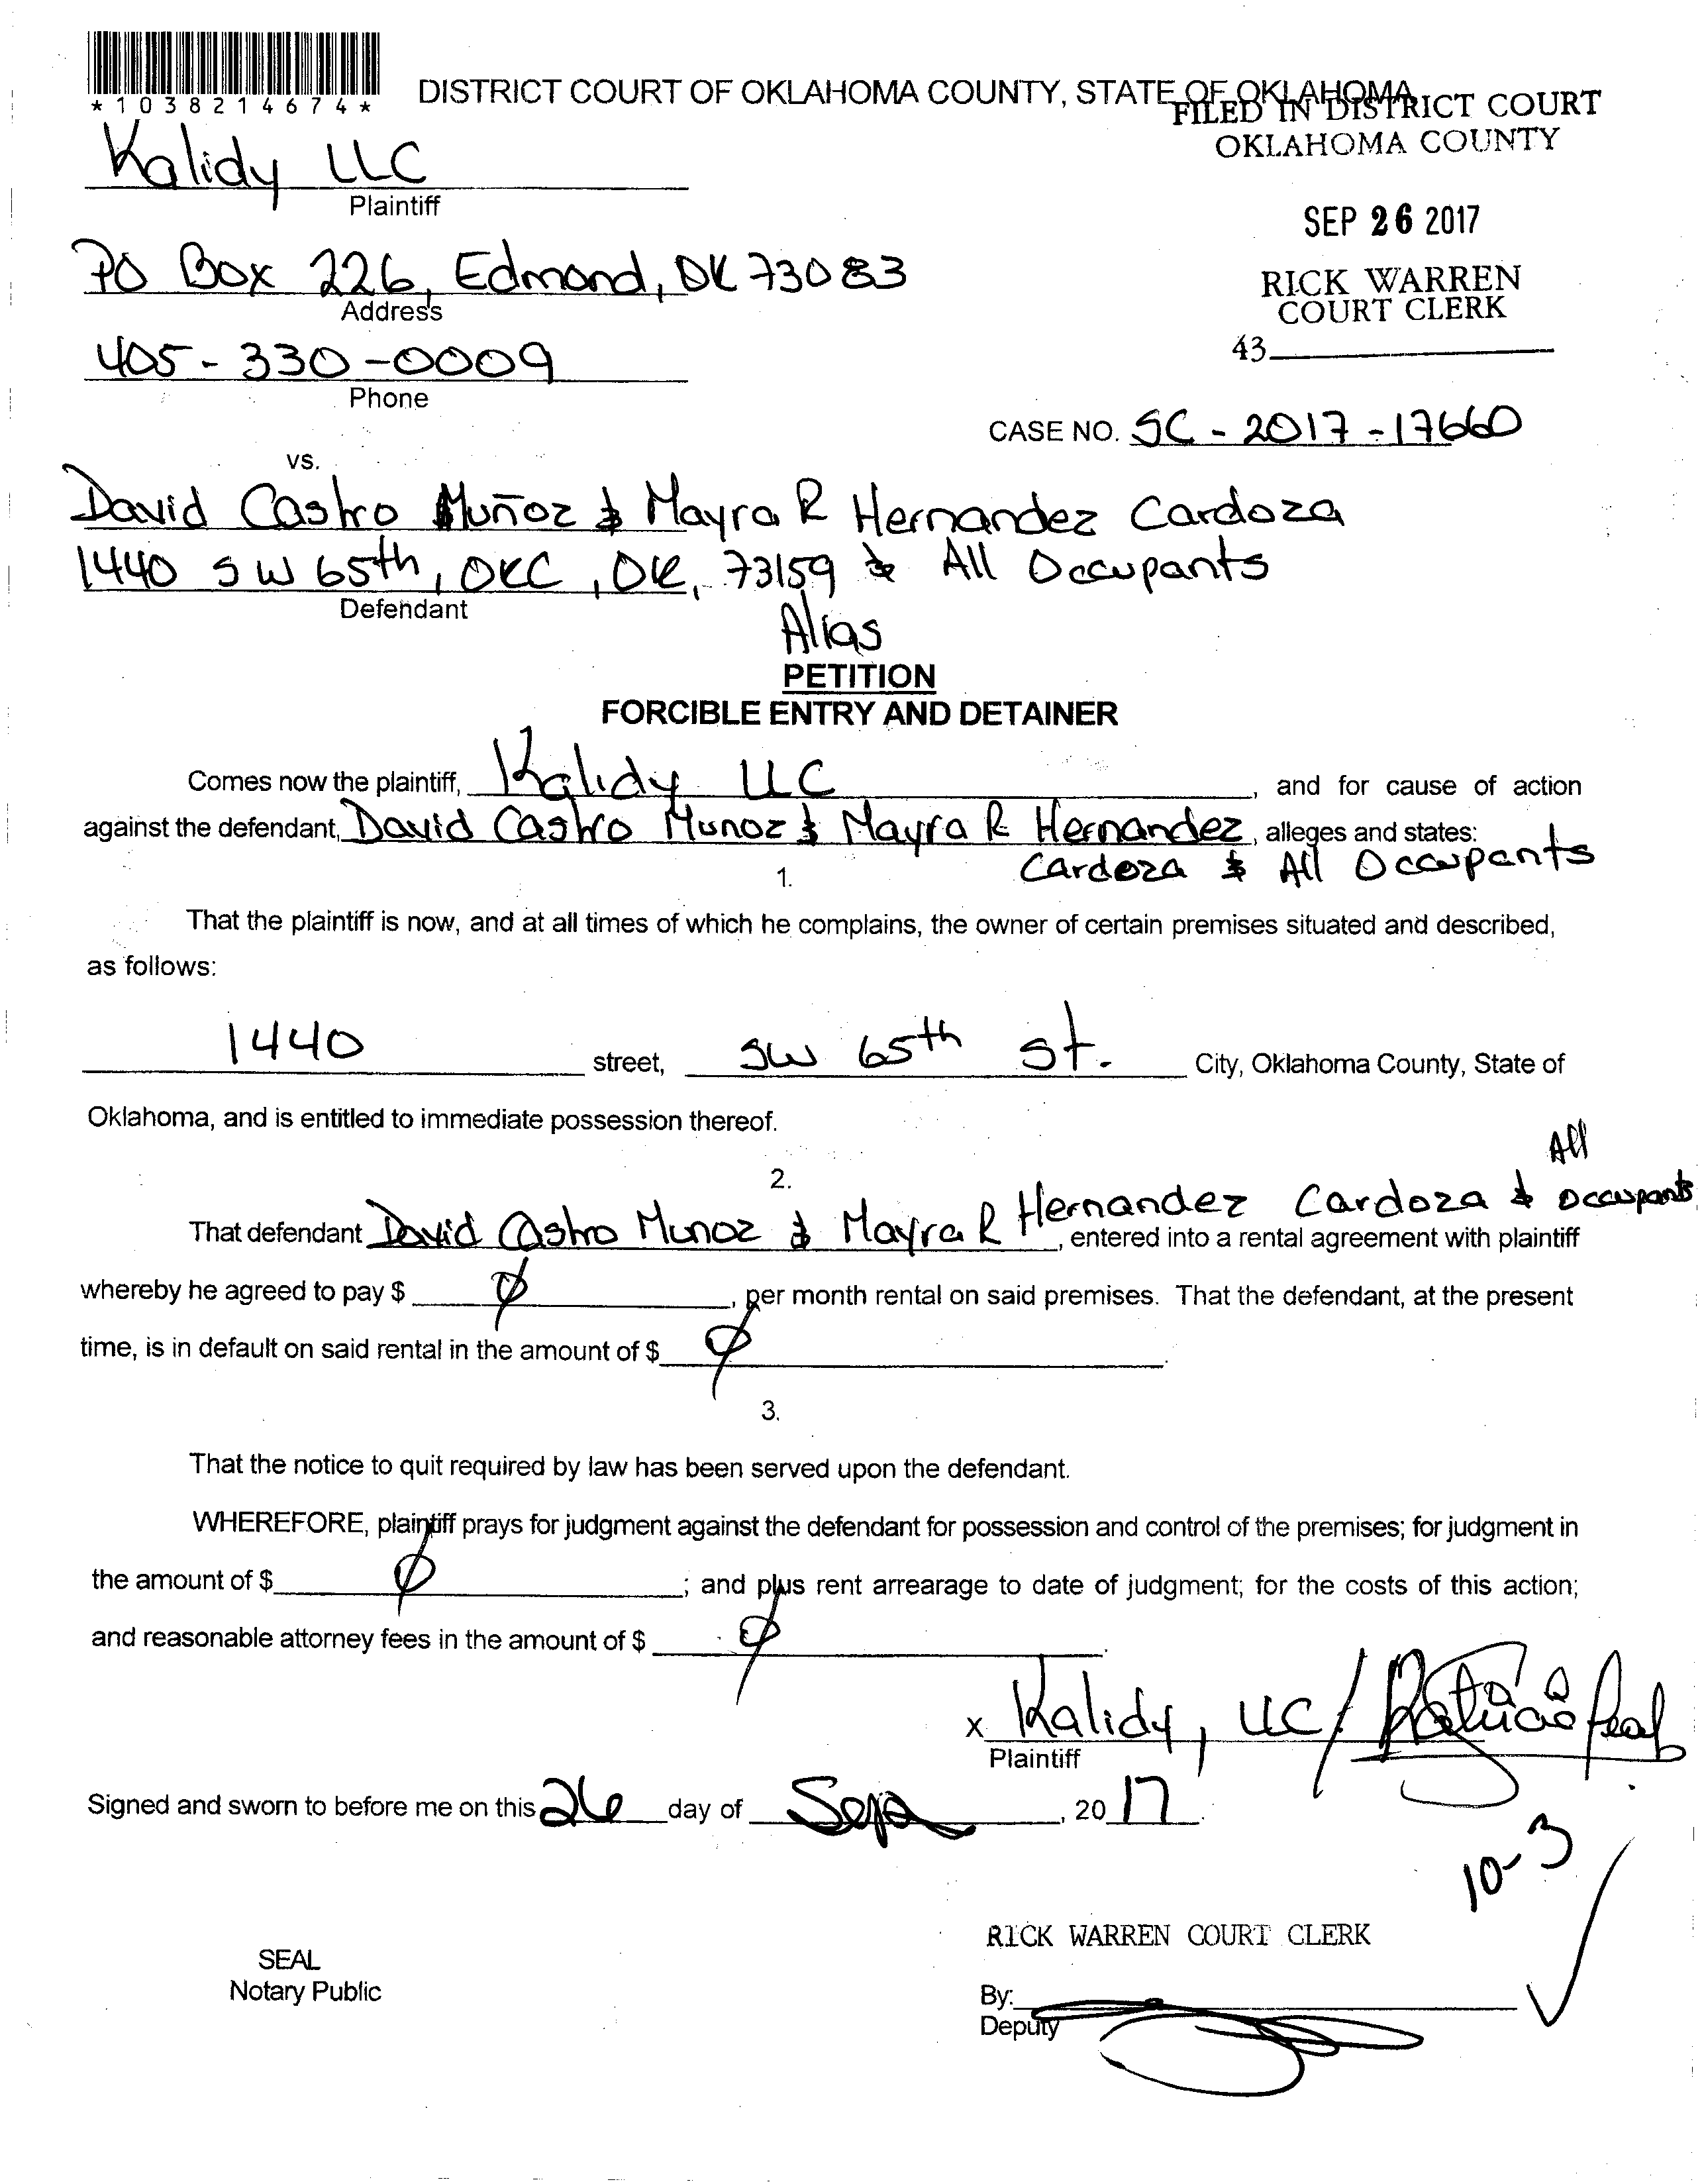 *1038214674*
DISTRICT COURT OF OKLAHOMA COUNTY, STATE OF OKLAHOMA
FILED IN DISTRICT COURT
OKLAHOMA COUNTY
Kalidy LLC
Plaintiff
SEP 26 2017
PO Box 226, Edmond, OK 73083
Address
RICK WARREN
COURT CLERK
405-330-0009
43
Phone
CASE NO. SC-2017-17660
vs.
David Castro Muñoz & Mayra R Hernandez Cardoza
1440 SW 65th, OKC, OK, 73159 & All Occupants
Defendant
Alias
PETITION
FORCIBLE ENTRY AND DETAINER
Comes now the plaintiff, Kalidy LLC, and for cause of action
against the defendant, David Castro Munoz & Mayra R Hernandez, alleges and states:
Cardoza & All Occupants
1.
That the plaintiff is now, and at all times of which he complains, the owner of certain premises situated and described,
as follows:
1440 street, SW 65th St. City, Oklahoma County, State of
Oklahoma, and is entitled to immediate possession thereof.
All
2.
That defendant David Castro Munoz & Mayra R Hernandez Cardoza & Occupants, entered into a rental agreement with plaintiff
whereby he agreed to pay $ Ø, per month rental on said premises. That the defendant, at the present
time, is in default on said rental in the amount of $ Ø.
3.
That the notice to quit required by law has been served upon the defendant.
WHEREFORE, plaintiff prays for judgment against the defendant for possession and control of the premises; for judgment in
the amount of $ Ø; and plus rent arrearage to date of judgment; for the costs of this action;
and reasonable attorney fees in the amount of $ Ø.
x Kalidy, LLC/
Plaintiff
Signed and sworn to before me on this 26 day of Sep, 2017.
10-3
RICK WARREN COURT CLERK
SEAL
Notary Public
By:
Deputy